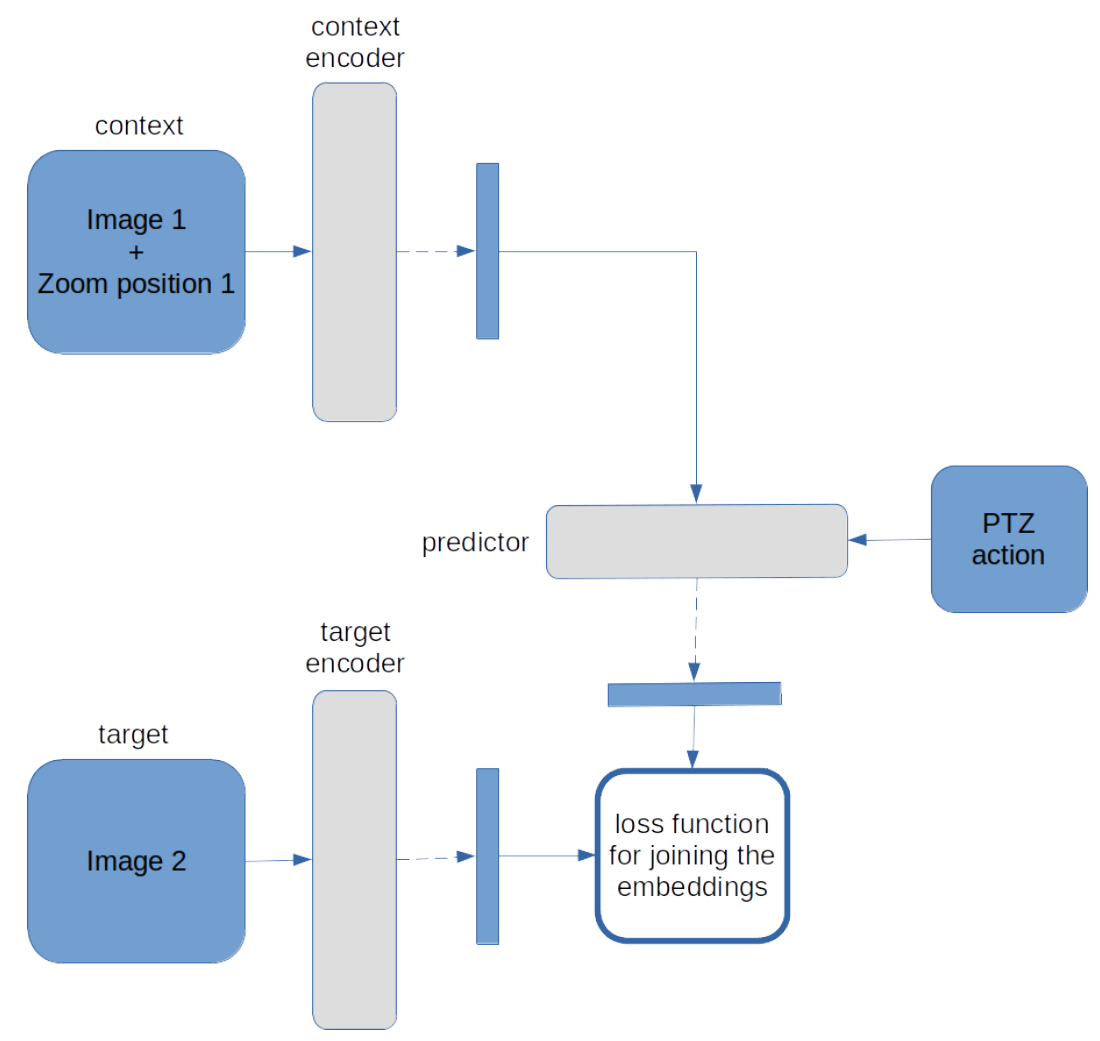 context
encoder
context
Image 1
+
Zoom position 1
predictor
PTZ
action
target
encoder
target
Image 2
loss function
for joining the
embeddings